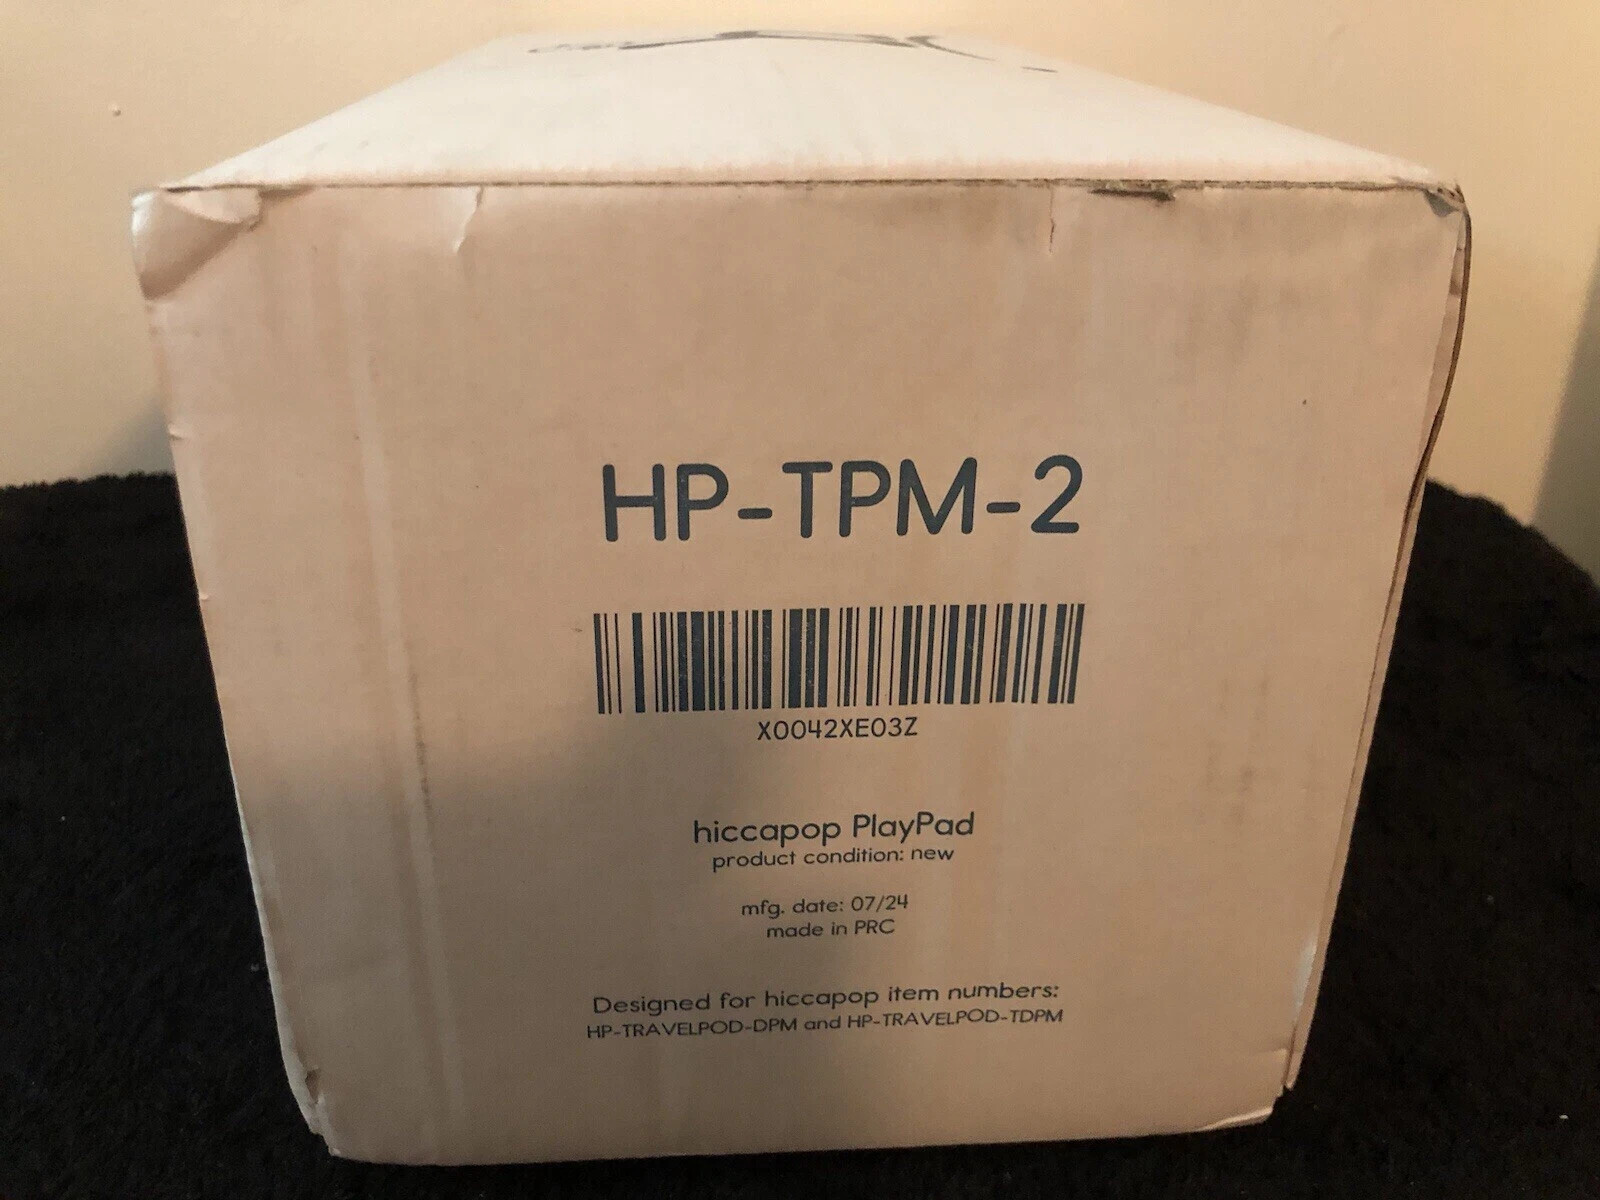 HP-TPM-2
X0042XE03Z
hiccapop PlayPad
product condition: new
mfg. date: 07/24
made in PRC
Designed for hiccapop item numbers:
HP-TRAVELPOD-DPM and HP-TRAVELPOD-TDPM